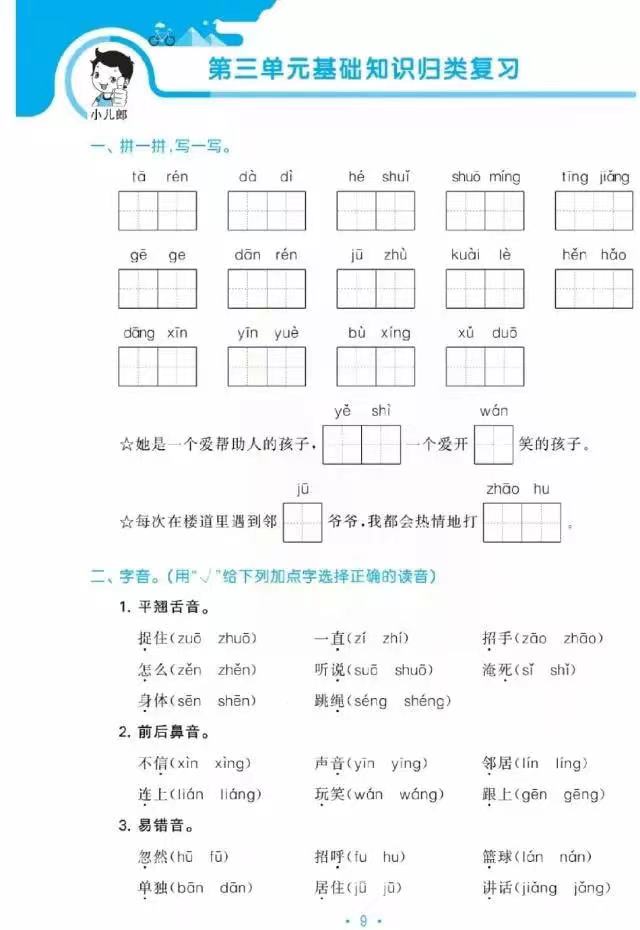 第三单元基础知识归类复习
小儿郎
一、拼一拼,写一写。
tā rén dà dì hé shuǐ shuō míng tīng jiǎng
gē ge dān rén jū zhù kuài lè hěn hǎo
dāng xīn yīn yuè bù xíng xǔ duō
yě shì wán
☆她是一个爱帮助人的孩子, 一个爱开 笑的孩子。
jū zhāo hu
☆每次在楼道里遇到邻 爷爷,我都会热情地打 。
二、字音。(用“√”给下列加点字选择正确的读音)
1. 平翘舌音。
捉住(zuō zhuō) 一直(zí zhí) 招手(zāo zhāo)
怎么(zěn zhěn) 听说(suō shuō) 淹死(sǐ shǐ)
身体(sēn shēn) 跳绳(séng shéng)
2. 前后鼻音。
不信(xìn xìng) 声音(yīn yīng) 邻居(lín líng)
连上(lián liáng) 玩笑(wán wáng) 跟上(gēn gēng)
3. 易错音。
忽然(hū fū) 招呼(fu hu) 篮球(lán nán)
单独(bān dān) 居住(jǖ jū) 讲话(jiǎng jǎng)
· 9 ·